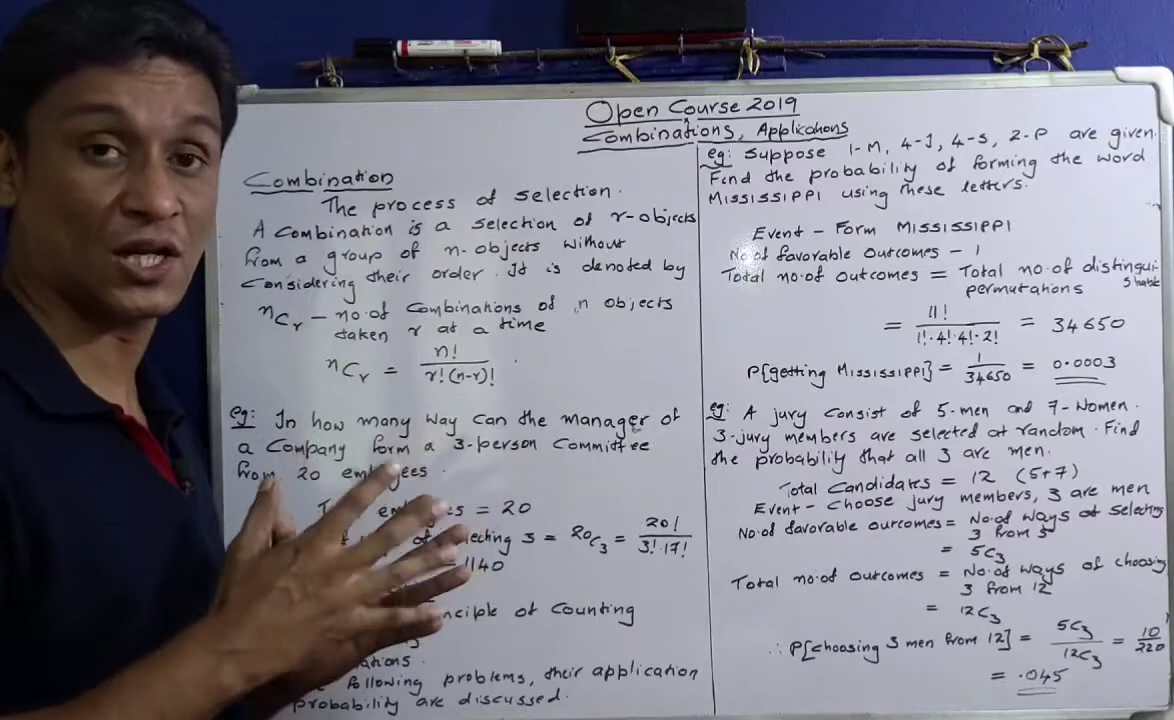 Open Course 2019
Combinations, Applications
Combination
The process of selection.
A combination is a selection of r-objects
from a group of n-objects without
considering their order. It is denoted by
nCr - no.of combinations of n objects
taken r at a time
nCr = n! / r!(n-r)!
eg: In how many way can the manager of
a Company form a 3-person Committee
from 20 employees.
= 20
selecting 3 = 20C3 = 20! / 3!·17!
= 1140
principle of Counting
following problems, their application
probability are discussed.
eg: Suppose 1-M, 4-I, 4-S, 2-P are given.
Find the probability of forming the word
MISSISSIPPI using these letters.
Event - Form MISSISSIPPI
No.of favorable outcomes - 1
Total no.of outcomes = Total no.of distingui-
shable
permutations
= 11! / 1!·4!·4!·2! = 34650
P[getting MISSISSIPPI] = 1/34650 = 0.0003
eg: A jury consist of 5-men and 7-women.
3-jury members are selected at random. Find
the probability that all 3 are men.
Total candidates = 12 (5+7)
Event - Choose jury members, 3 are men
No.of favorable outcomes = No.of ways of selecting
3 from 5
= 5C3
Total no.of outcomes = No.of ways of choosing
3 from 12
= 12C3
∴ P[choosing 3 men from 12] = 5C3 / 12C3 = 10/220
= .045